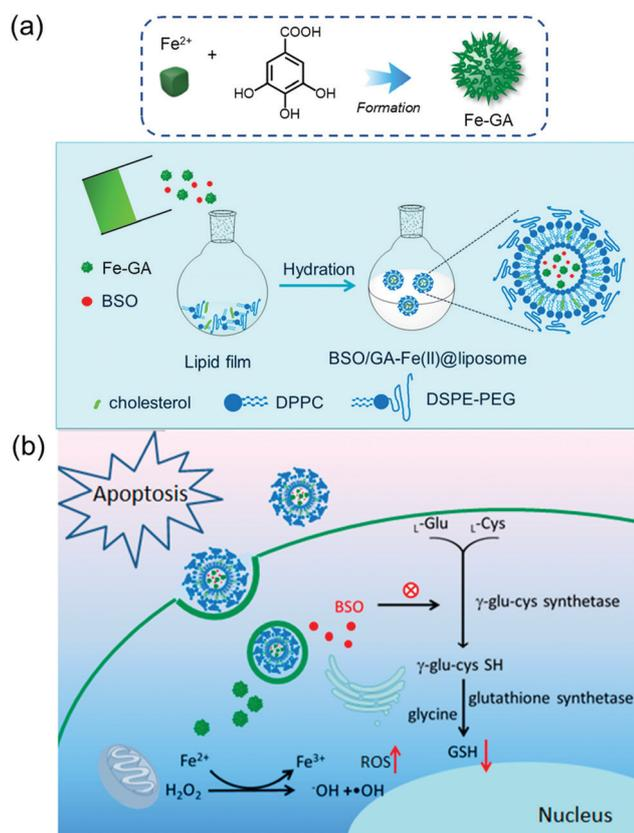 (a)
Fe²⁺
+
COOH
HO
OH
OH
Formation
Fe-GA
Fe-GA
BSO
Hydration
Lipid film
BSO/GA-Fe(II)@liposome
cholesterol
DPPC
DSPE-PEG
(b)
Apoptosis
L-Glu
L-Cys
BSO
γ-glu-cys synthetase
γ-glu-cys SH
glycine
glutathione synthetase
GSH
Fe²⁺
Fe³⁺
ROS
H₂O₂
⁻OH +•OH
Nucleus